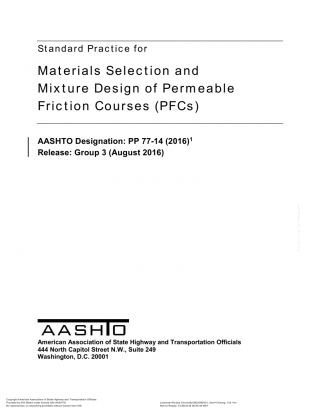 Standard Practice for
Materials Selection and
Mixture Design of Permeable
Friction Courses (PFCs)
AASHTO Designation: PP 77-14 (2016)¹
Release: Group 3 (August 2016)
AASHTO
American Association of State Highway and Transportation Officials
444 North Capitol Street N.W., Suite 249
Washington, D.C. 20001